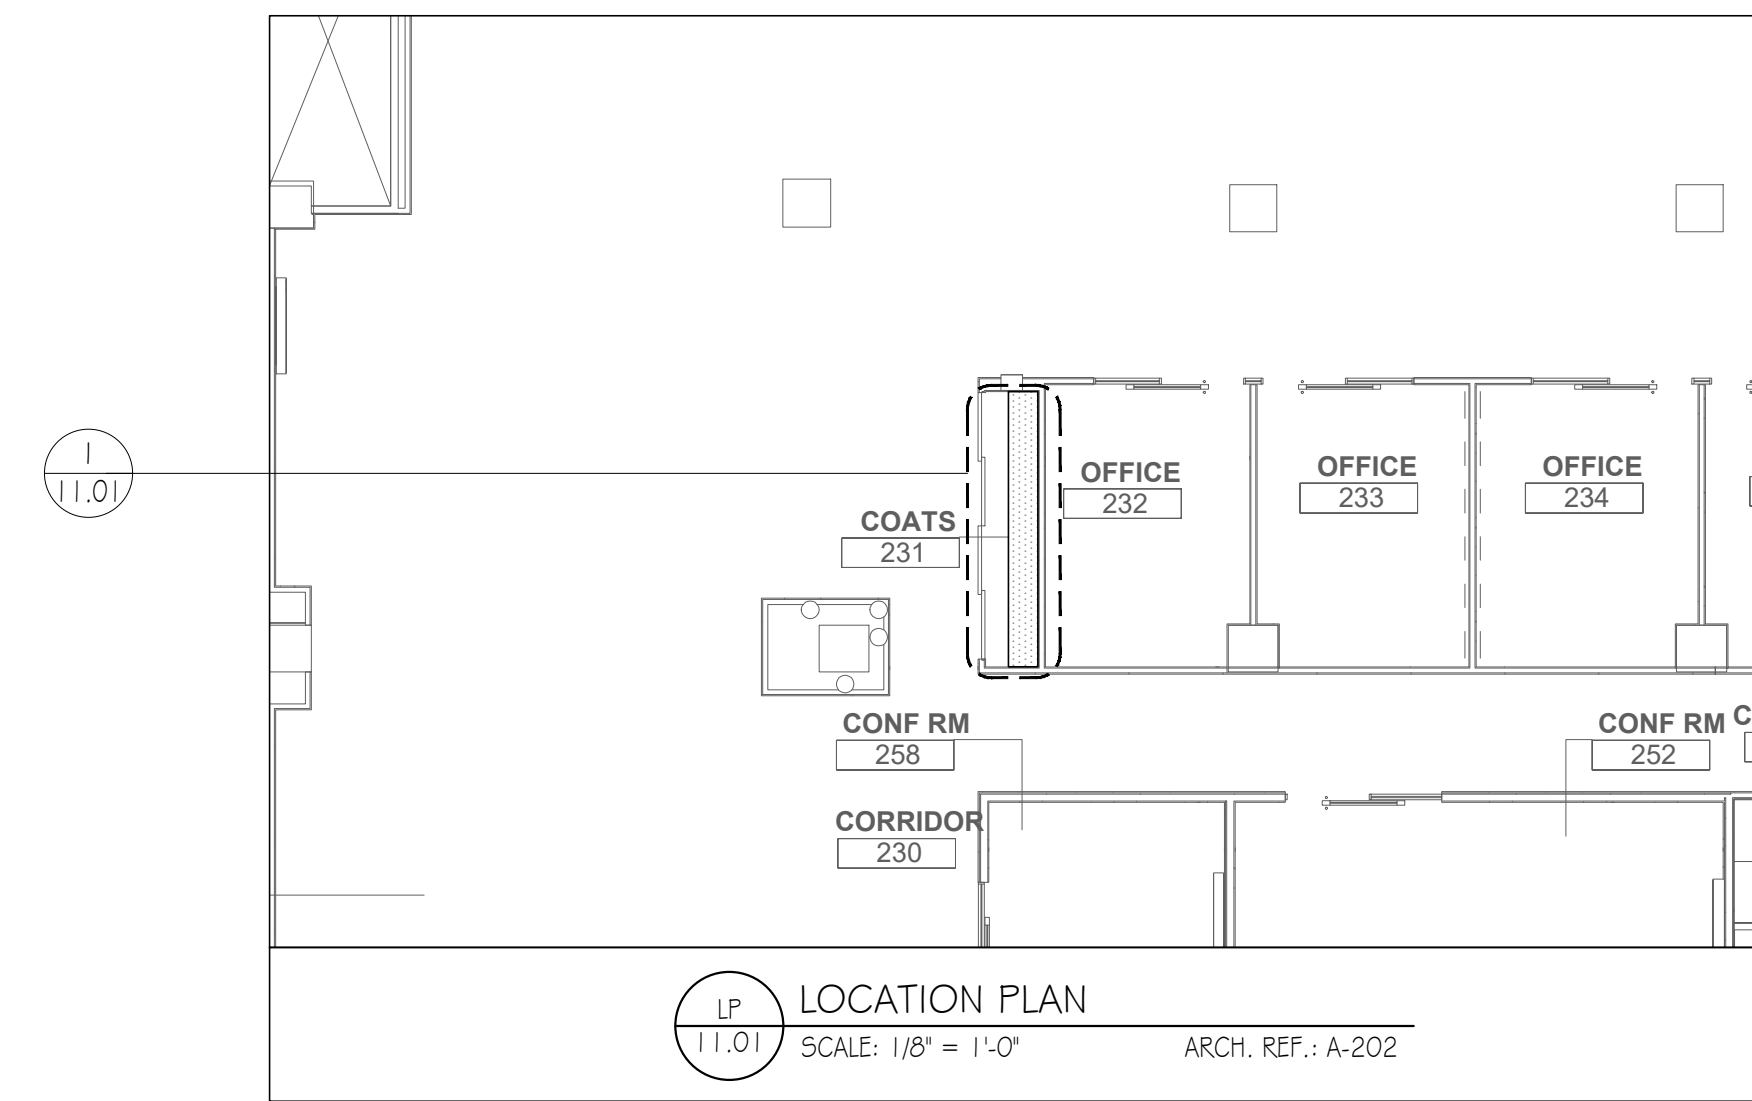 1
11.01
OFFICE
232
OFFICE
233
OFFICE
234
COATS
231
CONF RM
258
CONF RM
252
C
CORRIDOR
230
LP
11.01
LOCATION PLAN
SCALE: 1/8" = 1'-0"
ARCH. REF.: A-202